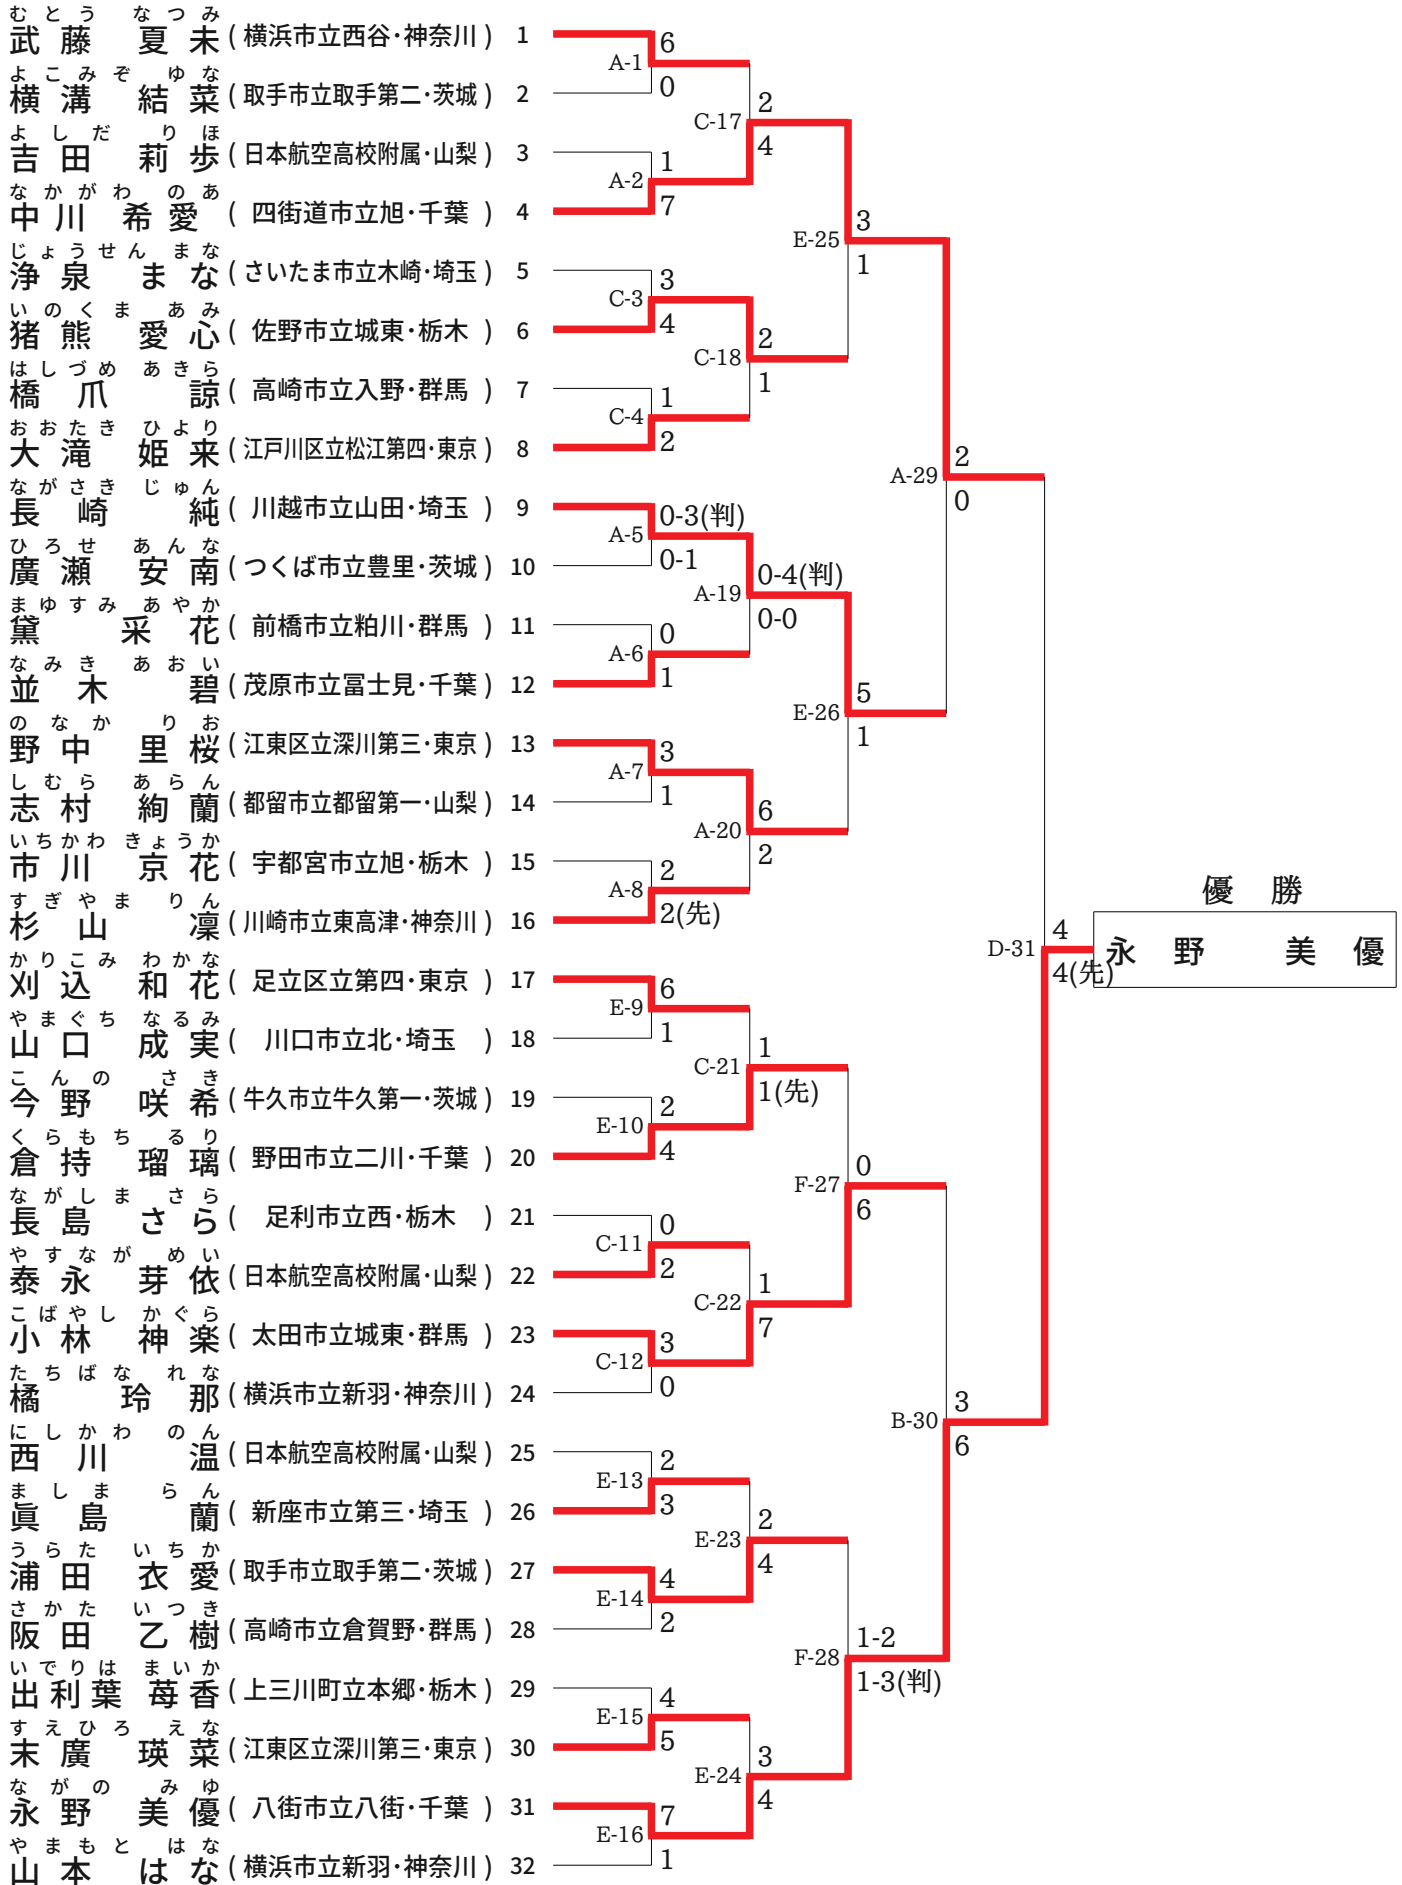 むとう なつみ
武藤 夏未 ( 横浜市立西谷・神奈川 ) 1
よこみぞ ゆな
横溝 結菜 ( 取手市立取手第二・茨城 ) 2
よしだ りほ
吉田 莉歩 ( 日本航空高校附属・山梨 ) 3
なかがわ のあ
中川 希愛 ( 四街道市立旭・千葉 ) 4
じょうせん まな
浄泉 まな ( さいたま市立木崎・埼玉 ) 5
いのくま あみ
猪熊 愛心 ( 佐野市立城東・栃木 ) 6
はしづめ あきら
橋爪 諒 ( 高崎市立入野・群馬 ) 7
おおたき ひより
大滝 姫来 ( 江戸川区立松江第四・東京 ) 8
ながさき じゅん
長崎 純 ( 川越市立山田・埼玉 ) 9
ひろせ あんな
廣瀬 安南 ( つくば市立豊里・茨城 ) 10
まゆすみ あやか
黛 采花 ( 前橋市立粕川・群馬 ) 11
なみき あおい
並木 碧 ( 茂原市立冨士見・千葉 ) 12
のなか りお
野中 里桜 ( 江東区立深川第三・東京 ) 13
しむら あらん
志村 絢蘭 ( 都留市立都留第一・山梨 ) 14
いちかわ きょうか
市川 京花 ( 宇都宮市立旭・栃木 ) 15
すぎやま りん
杉山 凜 ( 川崎市立東高津・神奈川 ) 16
かりこみ わかな
刈込 和花 ( 足立区立第四・東京 ) 17
やまぐち なるみ
山口 成実 ( 川口市立北・埼玉 ) 18
こんの さき
今野 咲希 ( 牛久市立牛久第一・茨城 ) 19
くらもち るり
倉持 瑠璃 ( 野田市立二川・千葉 ) 20
ながしま さら
長島 さら ( 足利市立西・栃木 ) 21
やすなが めい
泰永 芽依 ( 日本航空高校附属・山梨 ) 22
こばやし かぐら
小林 神楽 ( 太田市立城東・群馬 ) 23
たちばな れな
橘 玲那 ( 横浜市立新羽・神奈川 ) 24
にしかわ のん
西川 温 ( 日本航空高校附属・山梨 ) 25
ましま らん
眞島 蘭 ( 新座市立第三・埼玉 ) 26
うらた いちか
浦田 衣愛 ( 取手市立取手第二・茨城 ) 27
さかた いつき
阪田 乙樹 ( 高崎市立倉賀野・群馬 ) 28
いでりは まいか
出利葉 苺香 ( 上三川町立本郷・栃木 ) 29
すえひろ えな
末廣 瑛菜 ( 江東区立深川第三・東京 ) 30
ながの みゆ
永野 美優 ( 八街市立八街・千葉 ) 31
やまもと はな
山本 はな ( 横浜市立新羽・神奈川 ) 32
A-1 6 0
A-2 1 7
C-3 3 4
C-4 1 2
A-5 0-3(判) 0-1
A-6 0 1
A-7 3 1
A-8 2 2(先)
E-9 6 1
E-10 2 4
C-11 0 2
C-12 3 0
E-13 2 3
E-14 4 2
E-15 4 5
E-16 7 1
C-17 2 4
C-18 2 1
A-19 0-4(判) 0-0
A-20 6 2
C-21 1 1(先)
C-22 1 7
E-23 2 4
E-24 3 4
E-25 3 1
E-26 5 1
F-27 0 6
F-28 1-2 1-3(判)
A-29 2 0
B-30 3 6
D-31 4 4(先)
優 勝
永野 美優